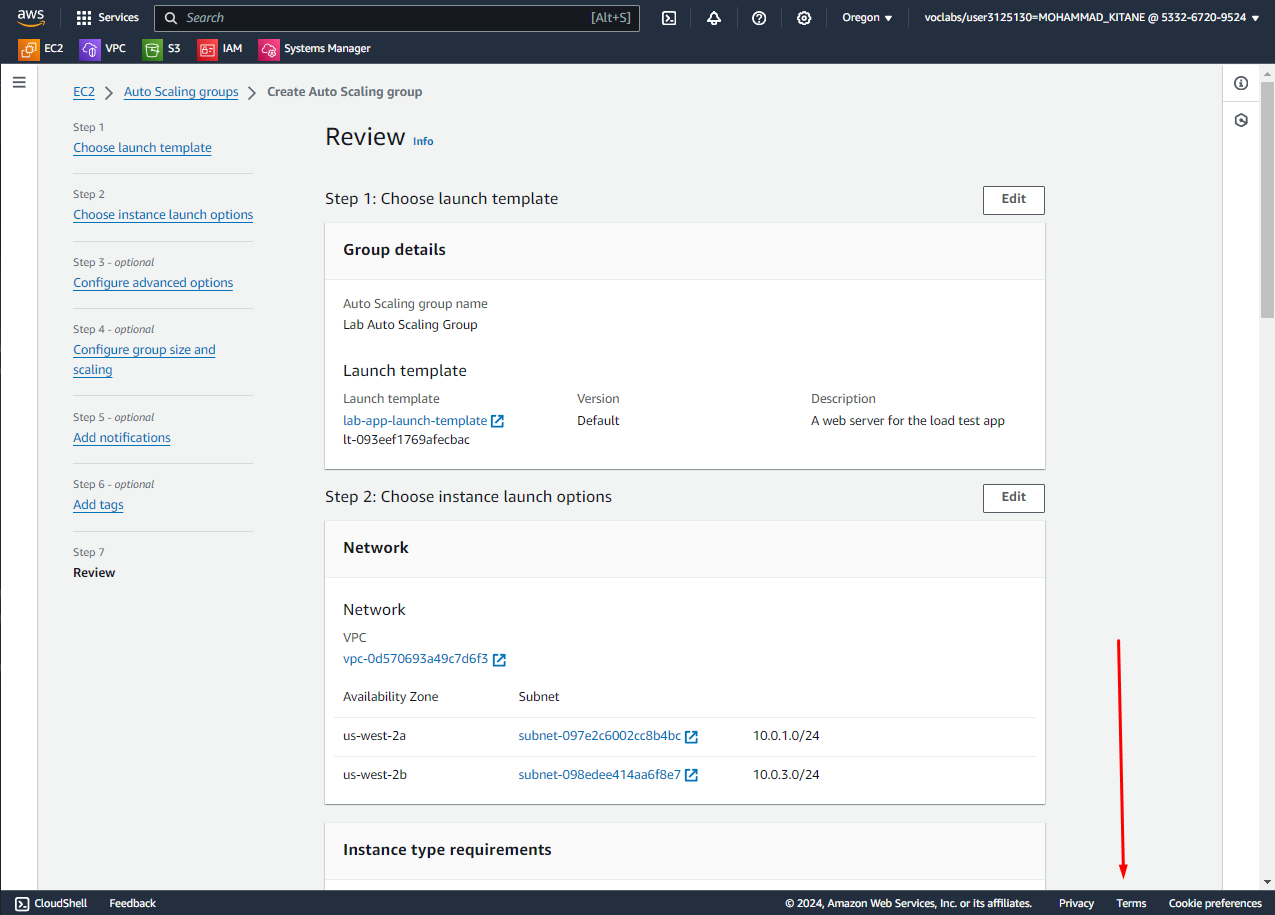 aws Services Search [Alt+S] Oregon voclabs/user3125130=MOHAMMAD_KITANE @ 5332-6720-9524
EC2 VPC S3 IAM Systems Manager
EC2 Auto Scaling groups Create Auto Scaling group
Step 1
Choose launch template
Step 2
Choose instance launch options
Step 3 - optional
Configure advanced options
Step 4 - optional
Configure group size and
scaling
Step 5 - optional
Add notifications
Step 6 - optional
Add tags
Step 7
Review
Review Info
Step 1: Choose launch template Edit
Group details
Auto Scaling group name
Lab Auto Scaling Group
Launch template
Launch template Version Description
lab-app-launch-template Default A web server for the load test app
lt-093eef1769afecbac
Step 2: Choose instance launch options Edit
Network
Network
VPC
vpc-0d570693a49c7d6f3
Availability Zone Subnet
us-west-2a subnet-097e2c6002cc8b4bc 10.0.1.0/24
us-west-2b subnet-098edee414aa6f8e7 10.0.3.0/24
Instance type requirements
CloudShell Feedback © 2024, Amazon Web Services, Inc. or its affiliates. Privacy Terms Cookie preferences